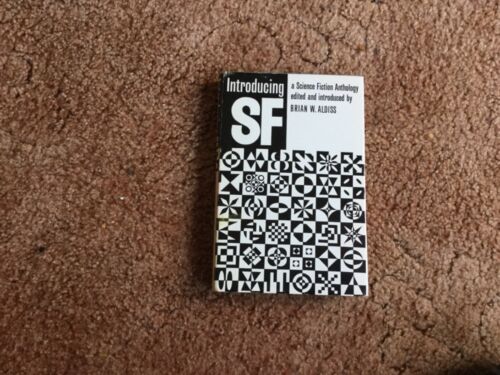 Introducing
SF
a Science Fiction Anthology
edited and introduced by
BRIAN W. ALDISS